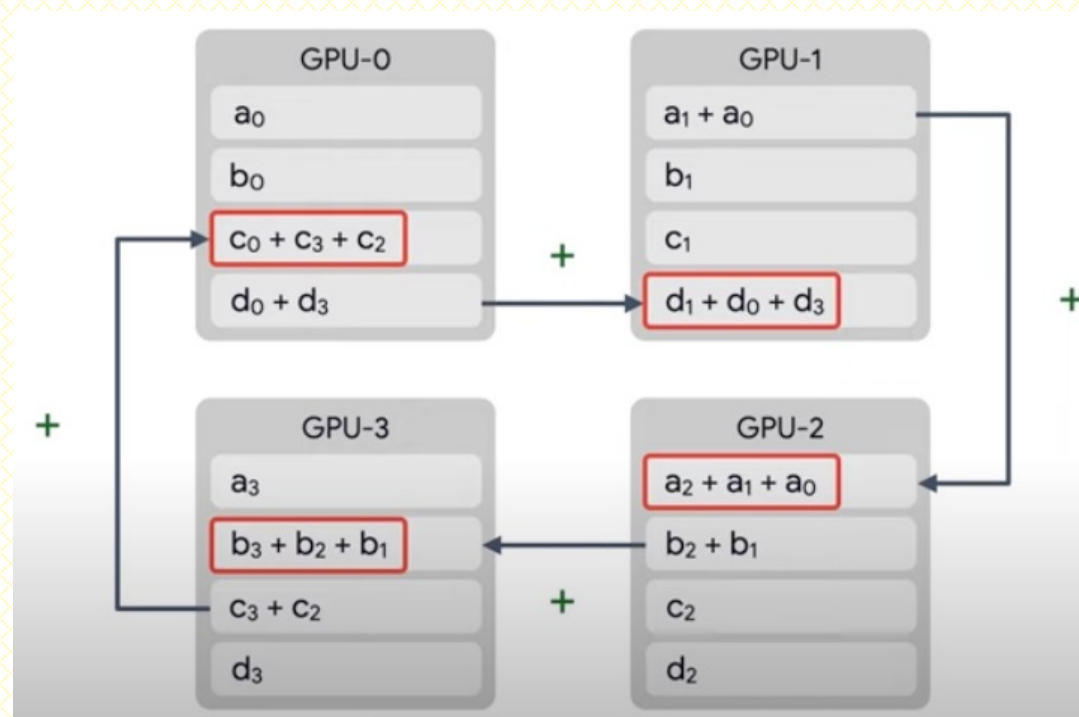 GPU-0
a₀
b₀
c₀ + c₃ + c₂
d₀ + d₃
GPU-1
a₁ + a₀
b₁
c₁
d₁ + d₀ + d₃
+
+
+
GPU-3
a₃
b₃ + b₂ + b₁
c₃ + c₂
d₃
GPU-2
a₂ + a₁ + a₀
b₂ + b₁
c₂
d₂
+